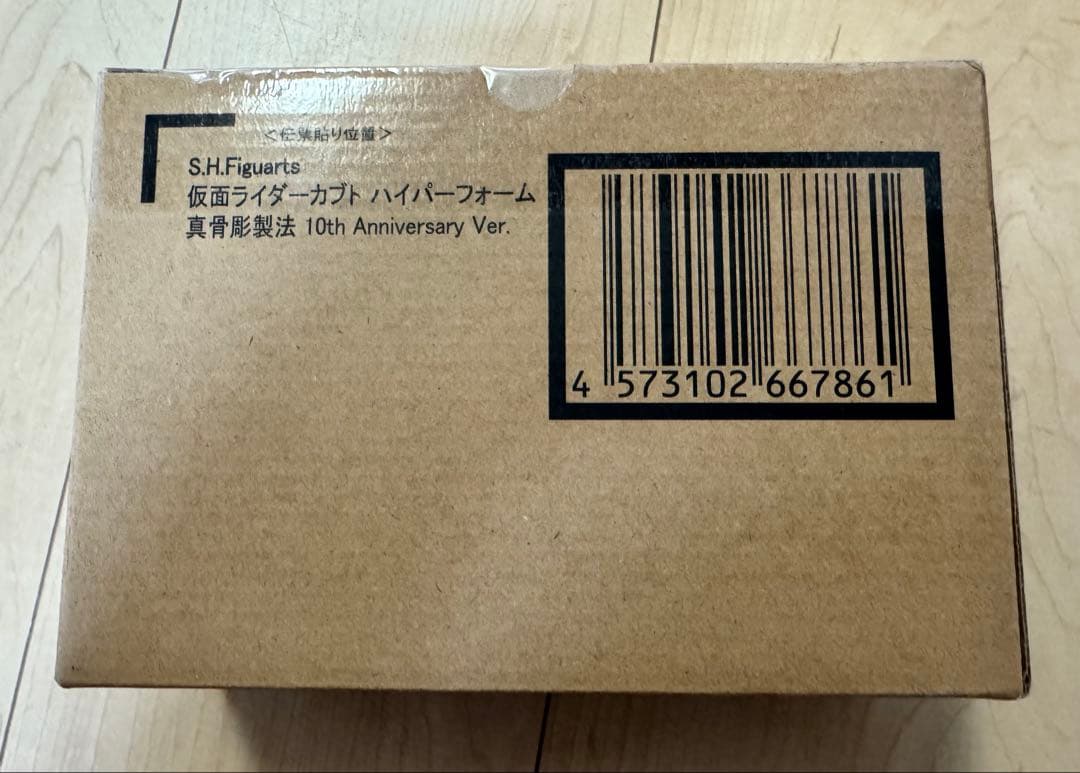 <伝票貼り位置>
S.H.Figuarts
仮面ライダーカブト ハイパーフォーム
真骨彫製法 10th Anniversary Ver.
4 573102 667861